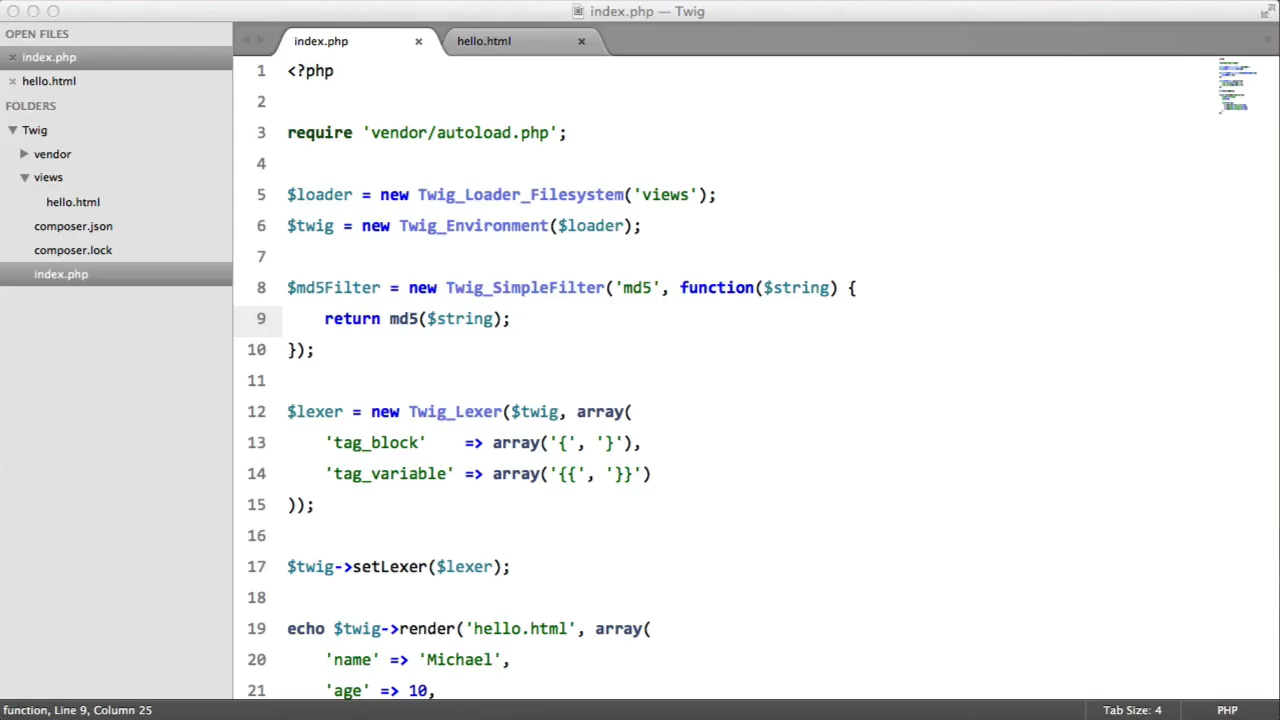 index.php — Twig
OPEN FILES
index.php
hello.html
FOLDERS
Twig
vendor
views
hello.html
composer.json
composer.lock
index.php
index.php
hello.html
1 <?php
2
3 require 'vendor/autoload.php';
4
5 $loader = new Twig_Loader_Filesystem('views');
6 $twig = new Twig_Environment($loader);
7
8 $md5Filter = new Twig_SimpleFilter('md5', function($string) {
9     return md5($string);
10 });
11
12 $lexer = new Twig_Lexer($twig, array(
13     'tag_block'    => array('{', '}'),
14     'tag_variable' => array('{{', '}}')
15 ));
16
17 $twig->setLexer($lexer);
18
19 echo $twig->render('hello.html', array(
20     'name' => 'Michael',
21     'age' => 10,
function, Line 9, Column 25
Tab Size: 4
PHP